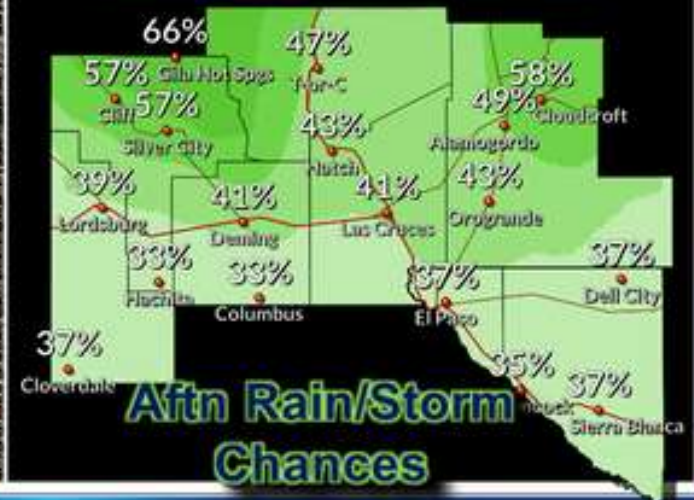 66%
Gila Hot Spgs
47%
T-or-C
57%
Cliff
57%
Silver City
58%
Cloudcroft
49%
Alamogordo
43%
Hatch
39%
Lordsburg
41%
Deming
41%
Las Cruces
43%
Orogrande
33%
Hachita
33%
Columbus
37%
El Paso
37%
Dell City
37%
Cloverdale
35%
37%
Sierra Blanca
Aftn Rain/Storm
Chances